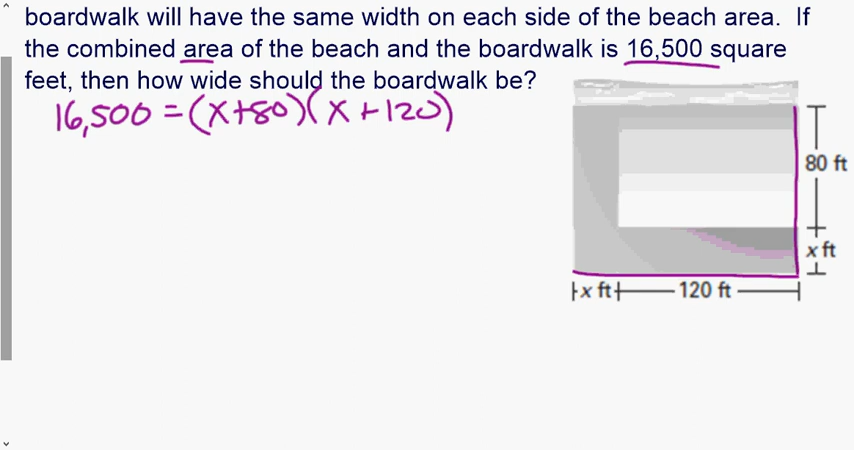 boardwalk will have the same width on each side of the beach area. If
the combined area of the beach and the boardwalk is 16,500 square
feet, then how wide should the boardwalk be?
16,500 = (x+80)(x+120)
80 ft
x ft
x ft
120 ft